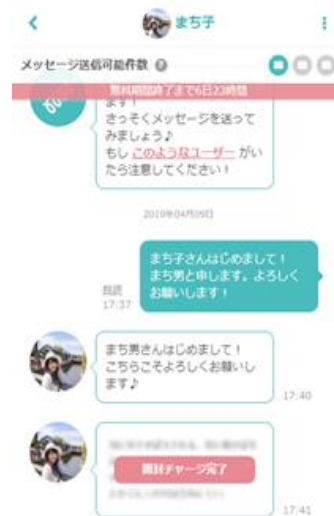 まち子
メッセージ送信可能件数 ?
無料期間終了まで6日23時間
ます！
さっそくメッセージを送って
みましょう♪
もし このようなユーザー がい
たら注意してください！
2019年04月09日
まち子さんはじめまして！
まち男と申します。よろしく
お願いします！
既読
17:37
まち男さんはじめまして！
こちらこそよろしくお願いし
ます♪
17:40
開封チャージ完了
17:41